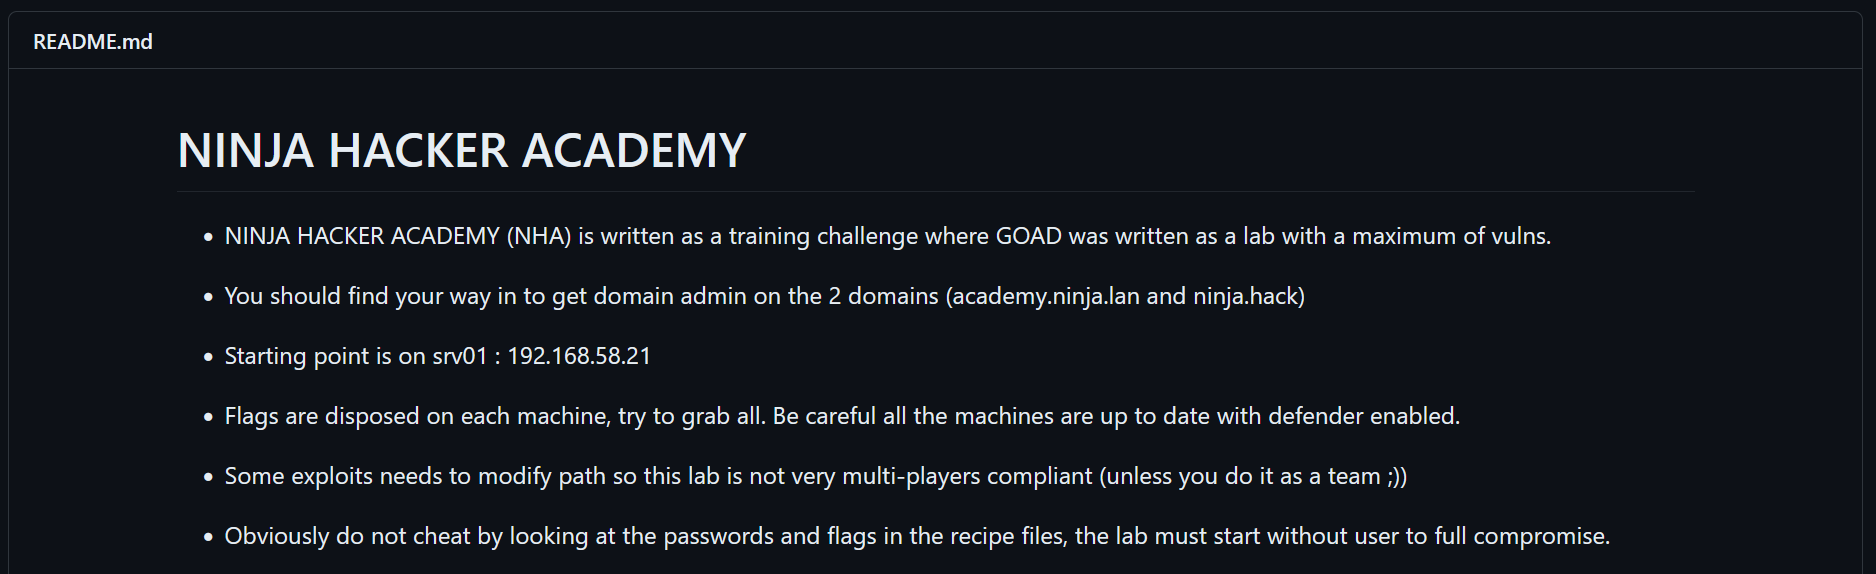 README.md
NINJA HACKER ACADEMY
NINJA HACKER ACADEMY (NHA) is written as a training challenge where GOAD was written as a lab with a maximum of vulns.
You should find your way in to get domain admin on the 2 domains (academy.ninja.lan and ninja.hack)
Starting point is on srv01 : 192.168.58.21
Flags are disposed on each machine, try to grab all. Be careful all the machines are up to date with defender enabled.
Some exploits needs to modify path so this lab is not very multi-players compliant (unless you do it as a team ;))
Obviously do not cheat by looking at the passwords and flags in the recipe files, the lab must start without user to full compromise.